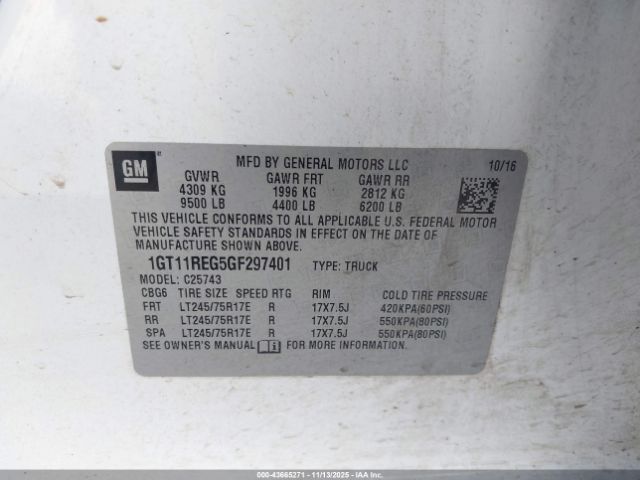 GM
MFD BY GENERAL MOTORS LLC 10/16
GVWR GAWR FRT GAWR RR
4309 KG 1996 KG 2812 KG
9500 LB 4400 LB 6200 LB
THIS VEHICLE CONFORMS TO ALL APPLICABLE U.S. FEDERAL MOTOR
VEHICLE SAFETY STANDARDS IN EFFECT ON THE DATE OF
MANUFACTURE SHOWN ABOVE.
1GT11REG5GF297401 TYPE: TRUCK
MODEL: C25743
CBG6 TIRE SIZE SPEED RTG RIM COLD TIRE PRESSURE
FRT LT245/75R17E R 17X7.5J 420KPA(60PSI)
RR LT245/75R17E R 17X7.5J 550KPA(80PSI)
SPA LT245/75R17E R 17X7.5J 550KPA(80PSI)
SEE OWNER'S MANUAL FOR MORE INFORMATION.
000-43665271 - 11/13/2025 - IAAI.com